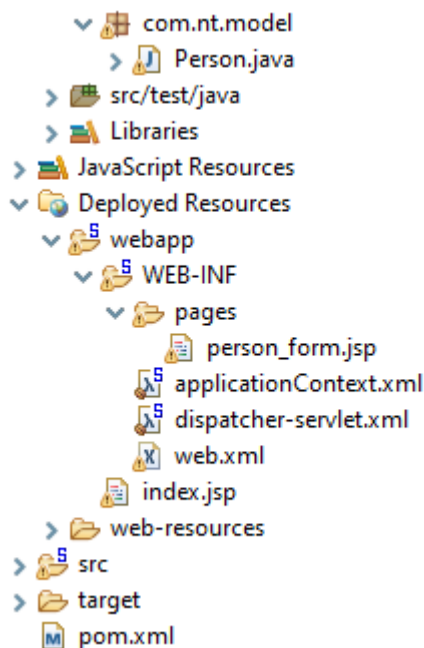 com.nt.model
Person.java
src/test/java
Libraries
JavaScript Resources
Deployed Resources
webapp
WEB-INF
pages
person_form.jsp
applicationContext.xml
dispatcher-servlet.xml
web.xml
index.jsp
web-resources
src
target
pom.xml